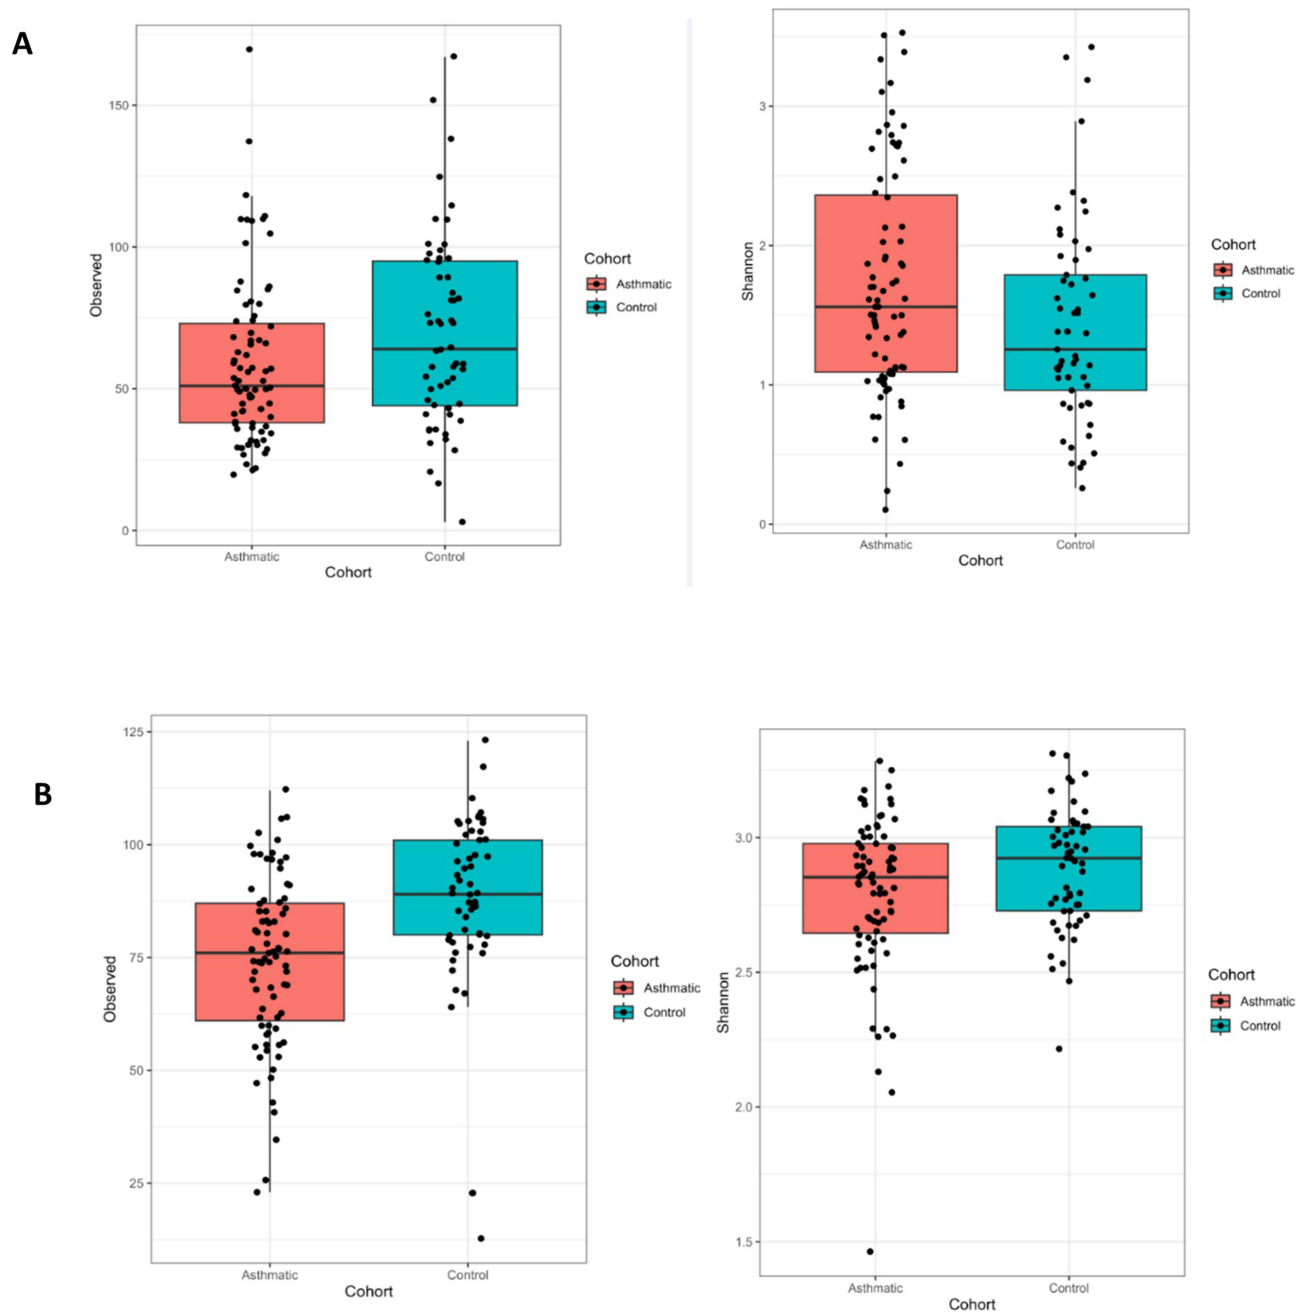 A
Observed
150
100
50
0
Asthmatic
Control
Cohort
Cohort
Asthmatic
Control
Shannon
3
2
1
0
Asthmatic
Control
Cohort
Cohort
Asthmatic
Control
B
Observed
125
100
75
50
25
Asthmatic
Control
Cohort
Cohort
Asthmatic
Control
Shannon
3.0
2.5
2.0
1.5
Asthmatic
Control
Cohort
Cohort
Asthmatic
Control